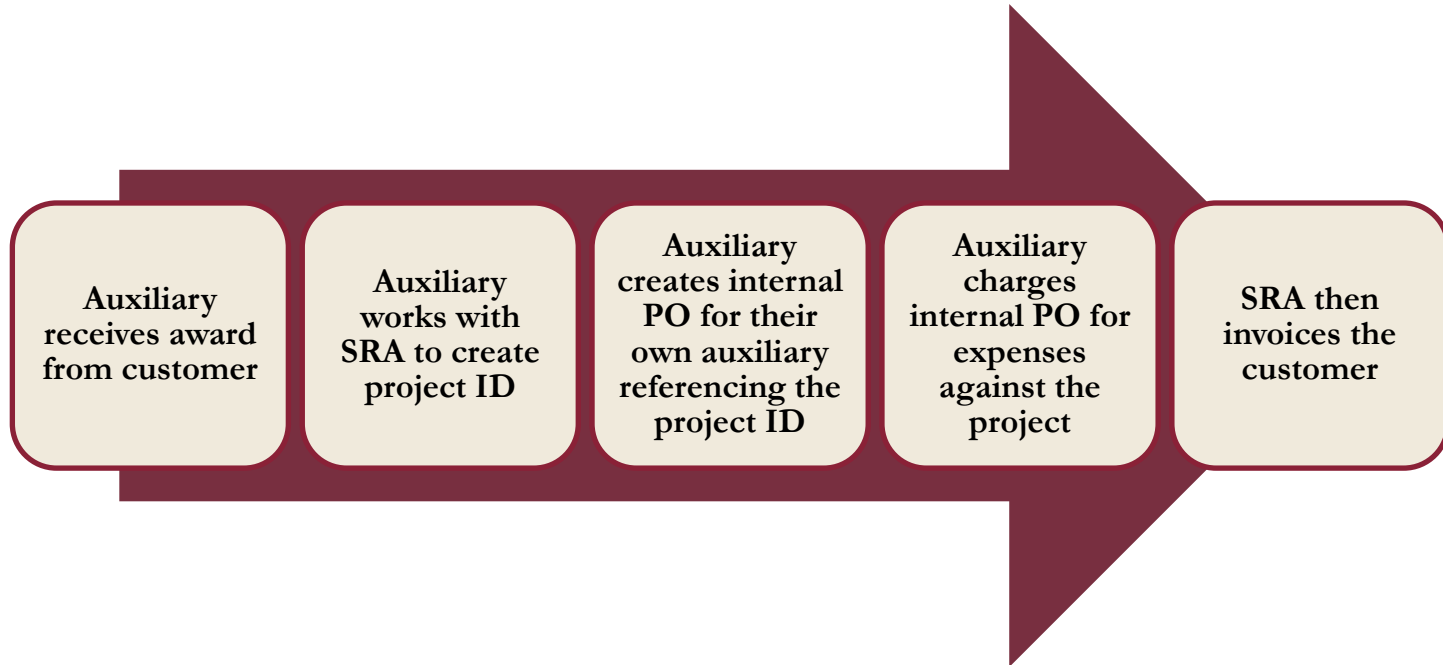 Auxiliary
receives award
from customer
Auxiliary
works with
SRA to create
project ID
Auxiliary
creates internal
PO for their
own auxiliary
referencing the
project ID
Auxiliary
charges
internal PO for
expenses
against the
project
SRA then
invoices the
customer